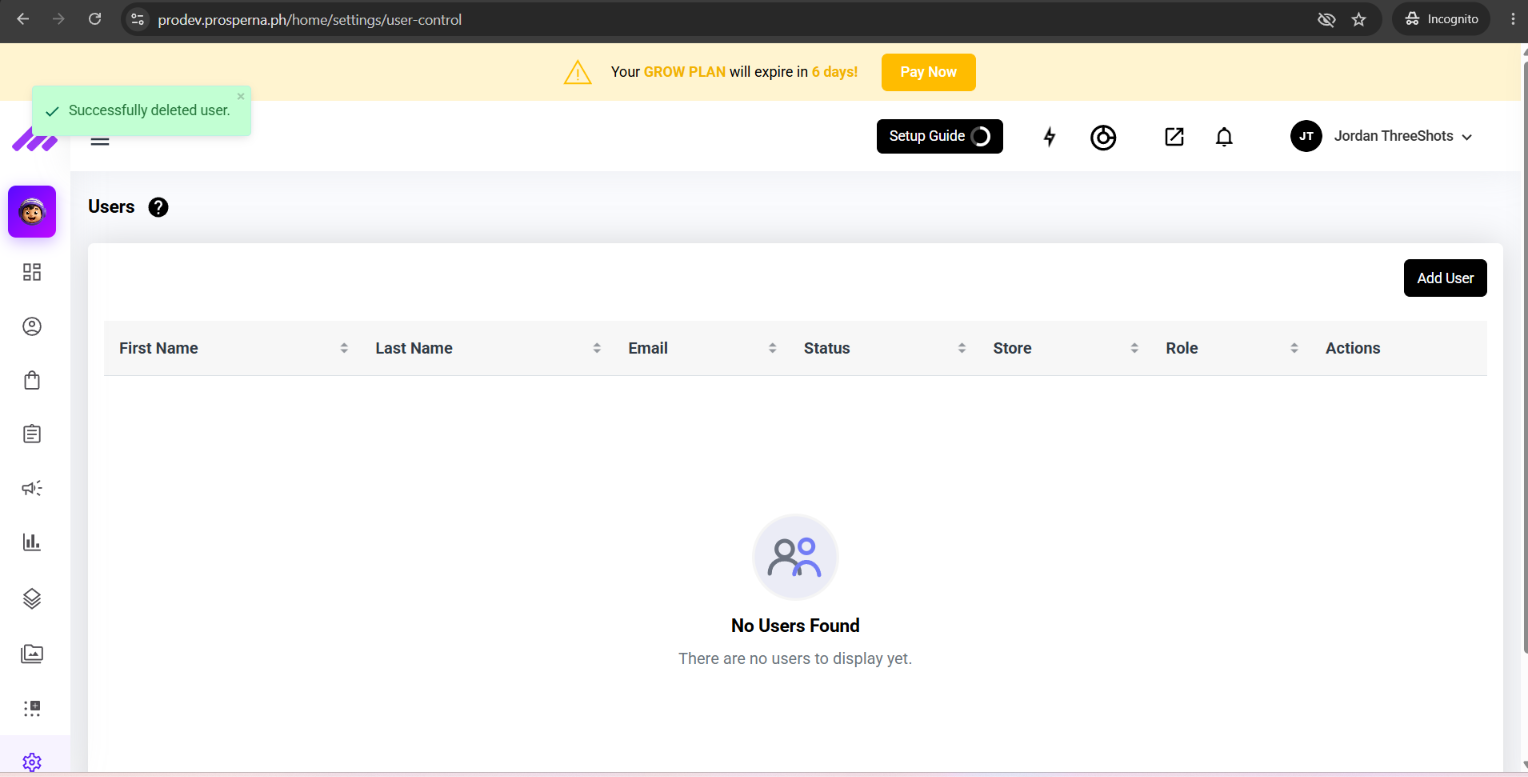 prodev.prosperna.ph/home/settings/user-control
Incognito
Your GROW PLAN will expire in 6 days!
Pay Now
Successfully deleted user.
Setup Guide
JT
Jordan ThreeShots
Users
Add User
First Name Last Name Email Status Store Role Actions
No Users Found
There are no users to display yet.